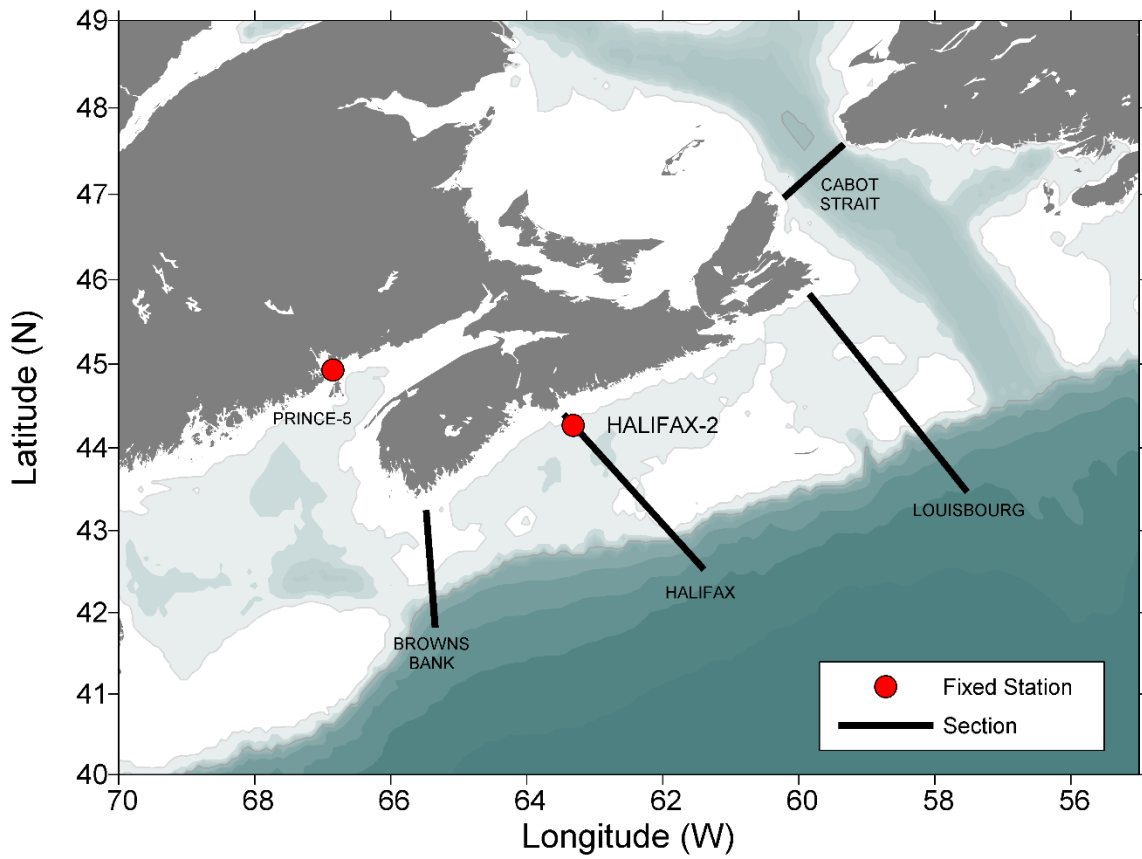 49
48
47
46
45
44
43
42
41
40
Latitude (N)
70
68
66
64
62
60
58
56
Longitude (W)
CABOT
STRAIT
PRINCE-5
HALIFAX-2
LOUISBOURG
HALIFAX
BROWNS
BANK
Fixed Station
Section